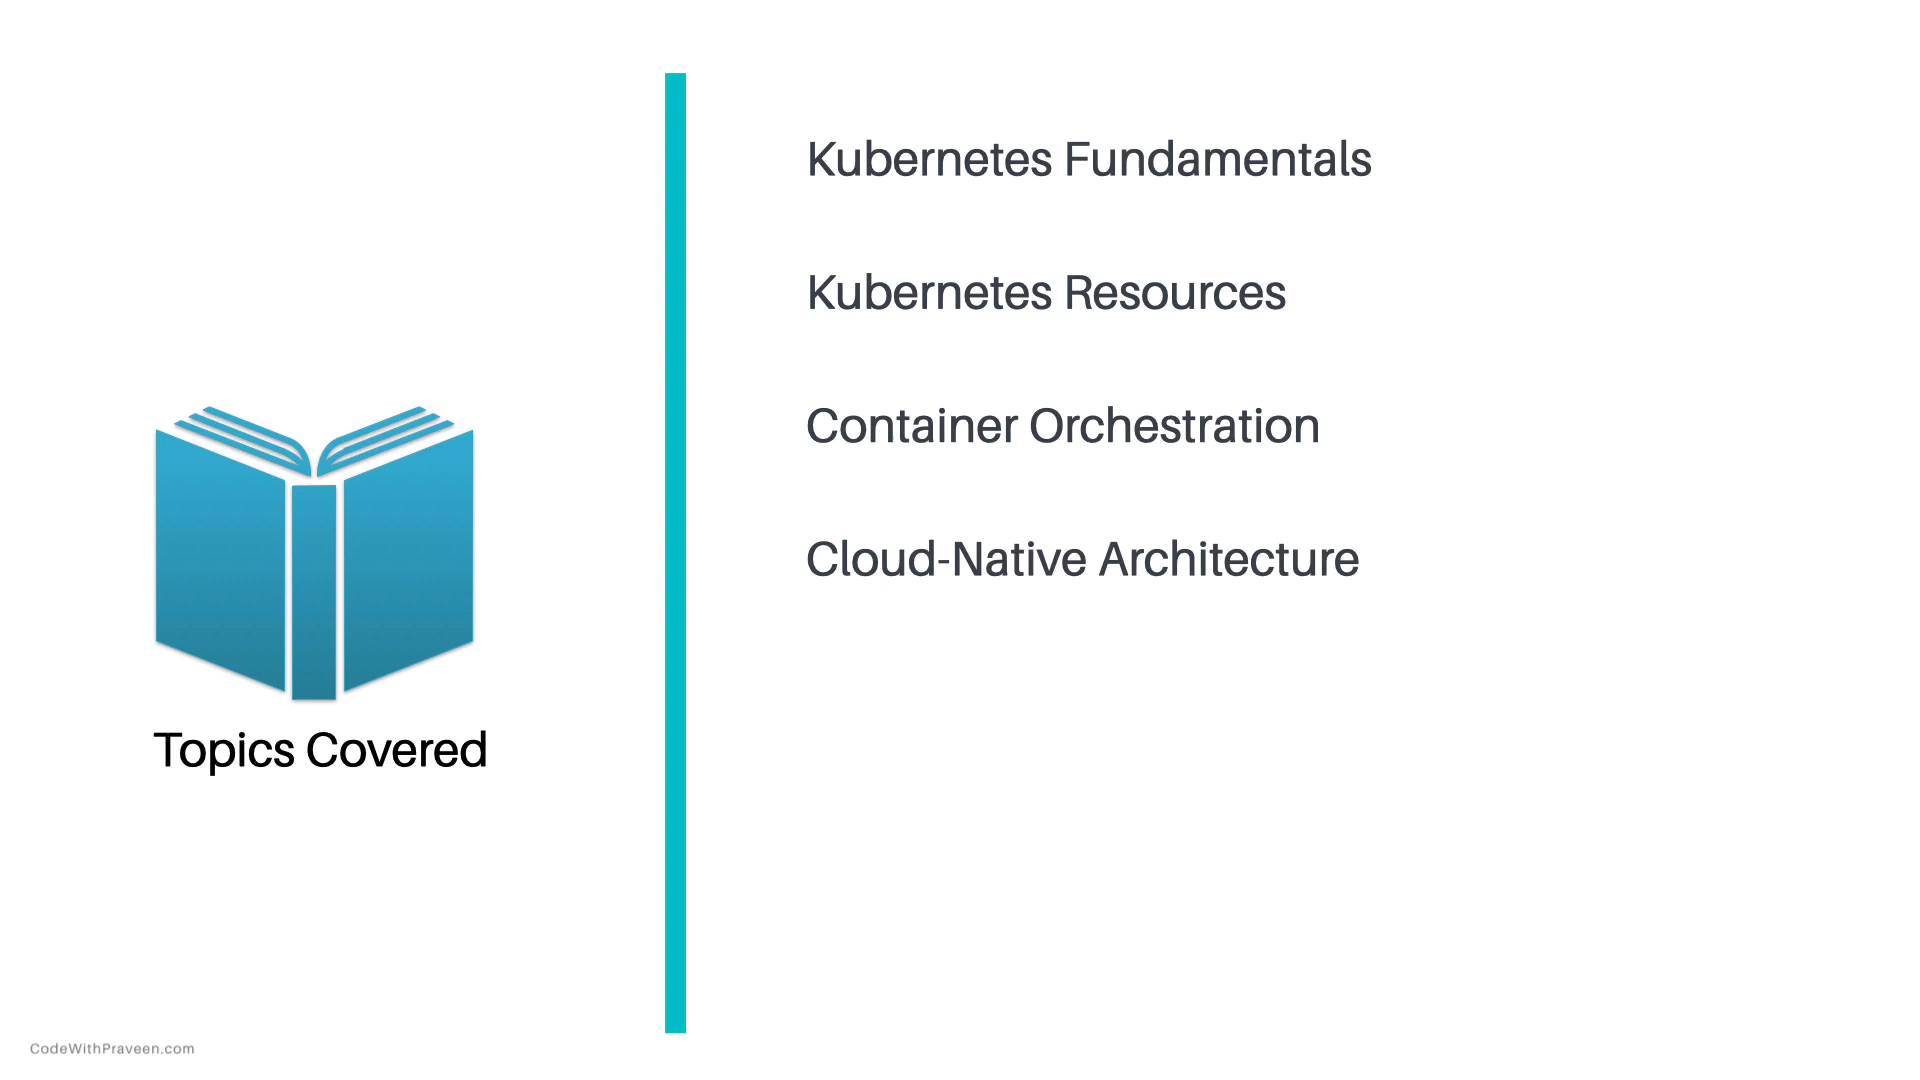 Kubernetes Fundamentals
Kubernetes Resources
Container Orchestration
Cloud-Native Architecture
Topics Covered
CodeWithPraveen.com